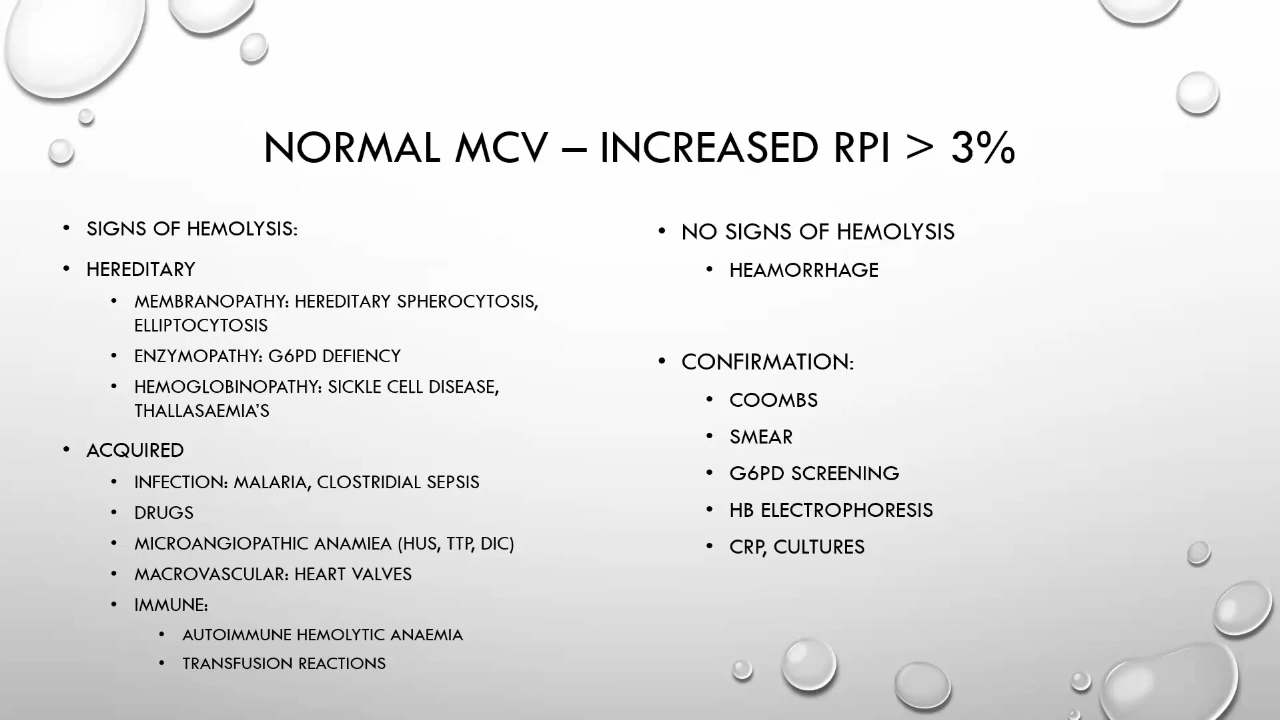 NORMAL MCV – INCREASED RPI > 3%
• SIGNS OF HEMOLYSIS:
• HEREDITARY
• MEMBRANOPATHY: HEREDITARY SPHEROCYTOSIS,
ELLIPTOCYTOSIS
• ENZYMOPATHY: G6PD DEFIENCY
• HEMOGLOBINOPATHY: SICKLE CELL DISEASE,
THALLASAEMIA'S
• ACQUIRED
• INFECTION: MALARIA, CLOSTRIDIAL SEPSIS
• DRUGS
• MICROANGIOPATHIC ANAMIEA (HUS, TTP, DIC)
• MACROVASCULAR: HEART VALVES
• IMMUNE:
• AUTOIMMUNE HEMOLYTIC ANAEMIA
• TRANSFUSION REACTIONS
• NO SIGNS OF HEMOLYSIS
• HEAMORRHAGE
• CONFIRMATION:
• COOMBS
• SMEAR
• G6PD SCREENING
• HB ELECTROPHORESIS
• CRP, CULTURES